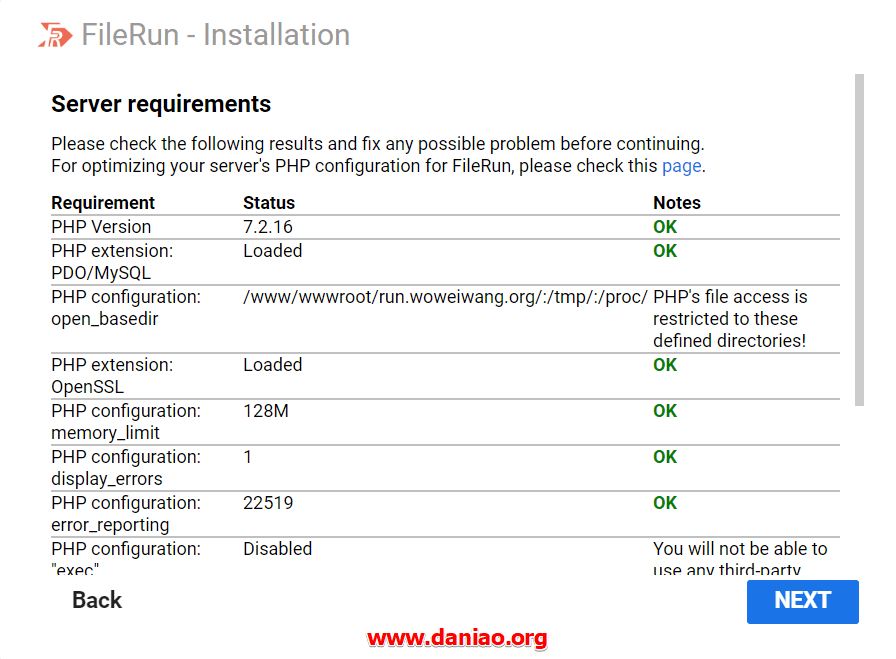 FileRun - Installation
Server requirements
Please check the following results and fix any possible problem before continuing.
For optimizing your server's PHP configuration for FileRun, please check this page.
Requirement Status Notes
PHP Version 7.2.16 OK
PHP extension: Loaded OK
PDO/MySQL
PHP configuration: /www/wwwroot/run.woweiwang.org/:/tmp/:/proc/ PHP's file access is
open_basedir restricted to these
defined directories!
PHP extension: Loaded OK
OpenSSL
PHP configuration: 128M OK
memory_limit
PHP configuration: 1 OK
display_errors
PHP configuration: 22519 OK
error_reporting
PHP configuration: Disabled You will not be able to
"exec" use any third-party
Back NEXT
www.daniao.org